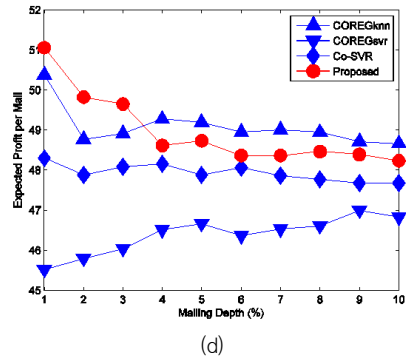 52
51
50
49
48
47
46
45
Expected Profit per Mail
COREGknn
COREGsvr
Co-SVR
Proposed
1 2 3 4 5 6 7 8 9 10
Mailing Depth (%)
(d)